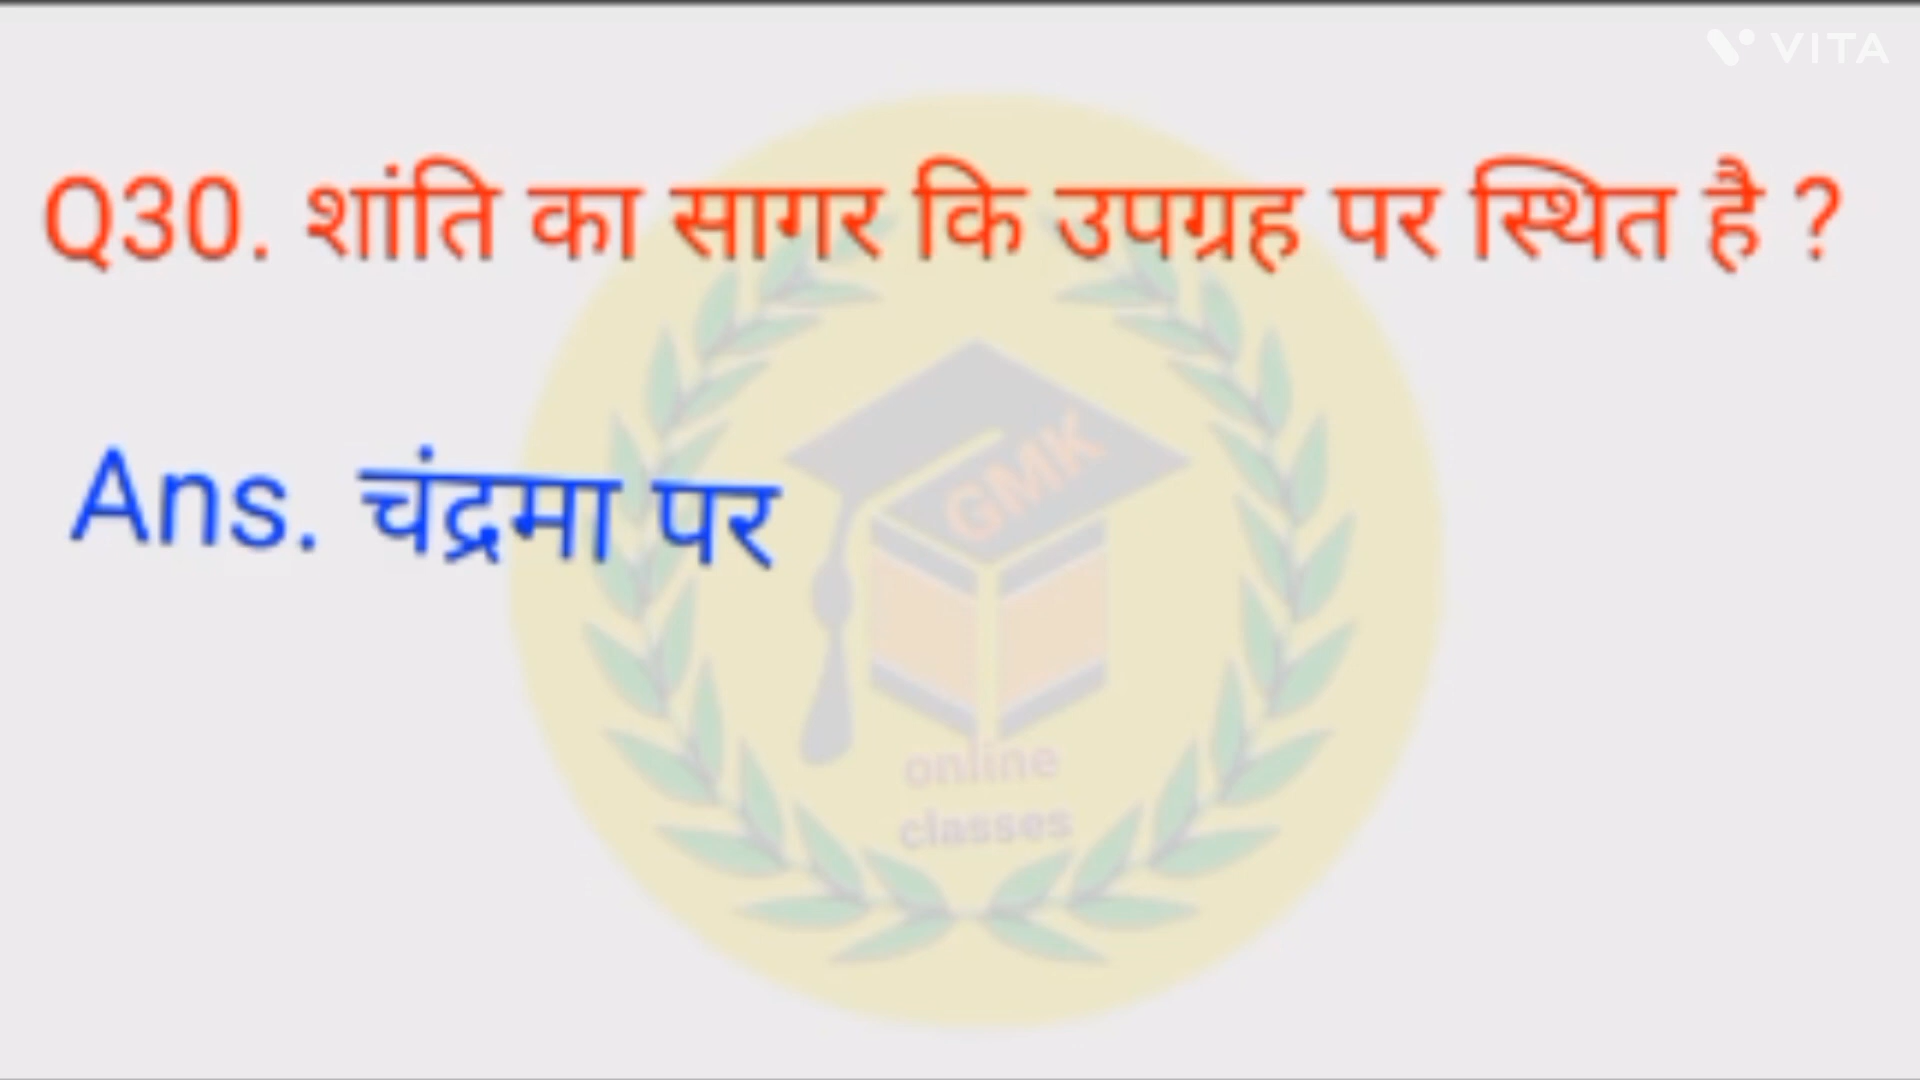 VITA
Q30. शांति का सागर कि उपग्रह पर स्थित है ?
Ans. चंद्रमा पर
GMK
online
classes